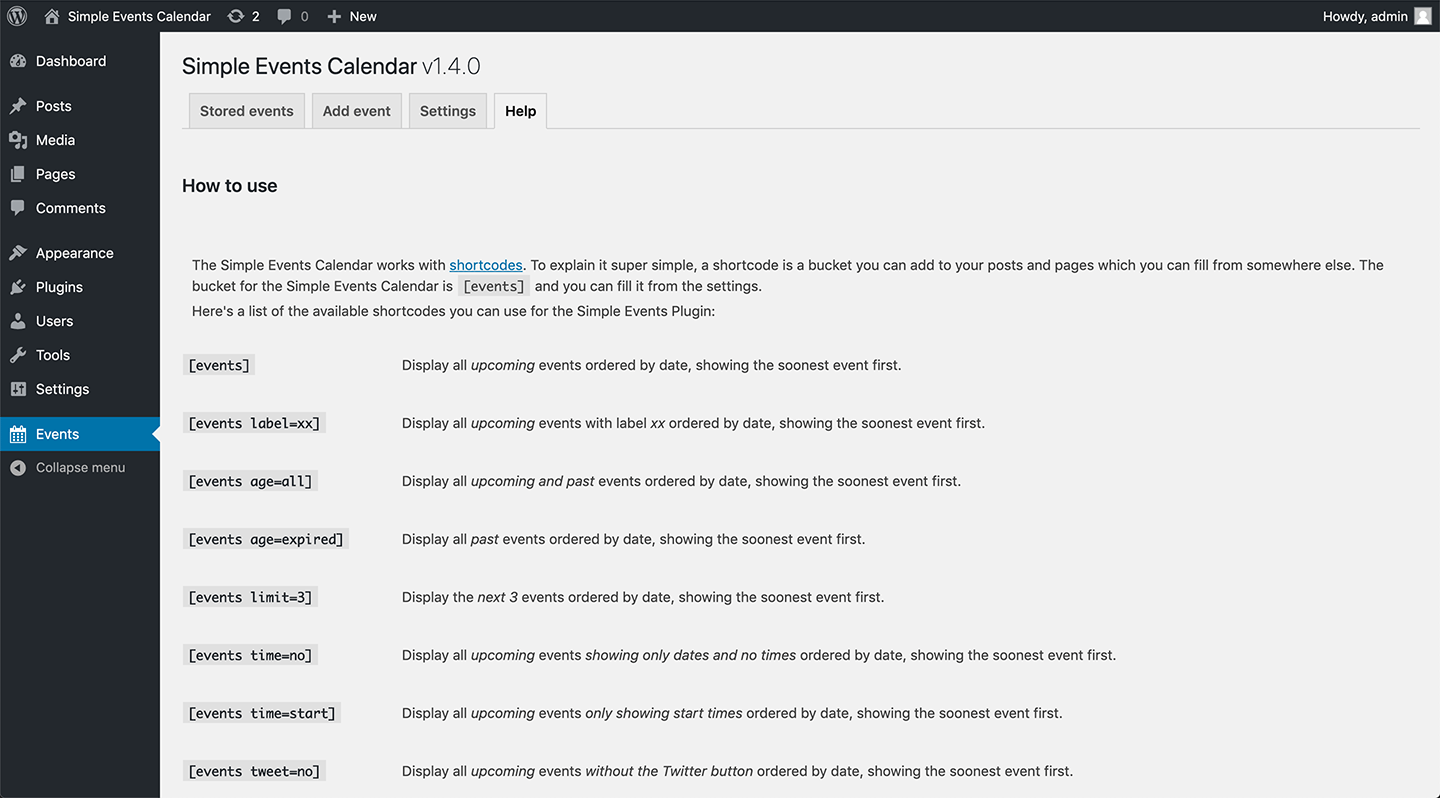 Simple Events Calendar 2 0 New Howdy, admin
Dashboard
Posts
Media
Pages
Comments
Appearance
Plugins
Users
Tools
Settings
Events
Collapse menu
Simple Events Calendar v1.4.0
Stored events Add event Settings Help
How to use
The Simple Events Calendar works with shortcodes. To explain it super simple, a shortcode is a bucket you can add to your posts and pages which you can fill from somewhere else. The
bucket for the Simple Events Calendar is [events] and you can fill it from the settings.
Here's a list of the available shortcodes you can use for the Simple Events Plugin:
[events] Display all upcoming events ordered by date, showing the soonest event first.
[events label=xx] Display all upcoming events with label xx ordered by date, showing the soonest event first.
[events age=all] Display all upcoming and past events ordered by date, showing the soonest event first.
[events age=expired] Display all past events ordered by date, showing the soonest event first.
[events limit=3] Display the next 3 events ordered by date, showing the soonest event first.
[events time=no] Display all upcoming events showing only dates and no times ordered by date, showing the soonest event first.
[events time=start] Display all upcoming events only showing start times ordered by date, showing the soonest event first.
[events tweet=no] Display all upcoming events without the Twitter button ordered by date, showing the soonest event first.